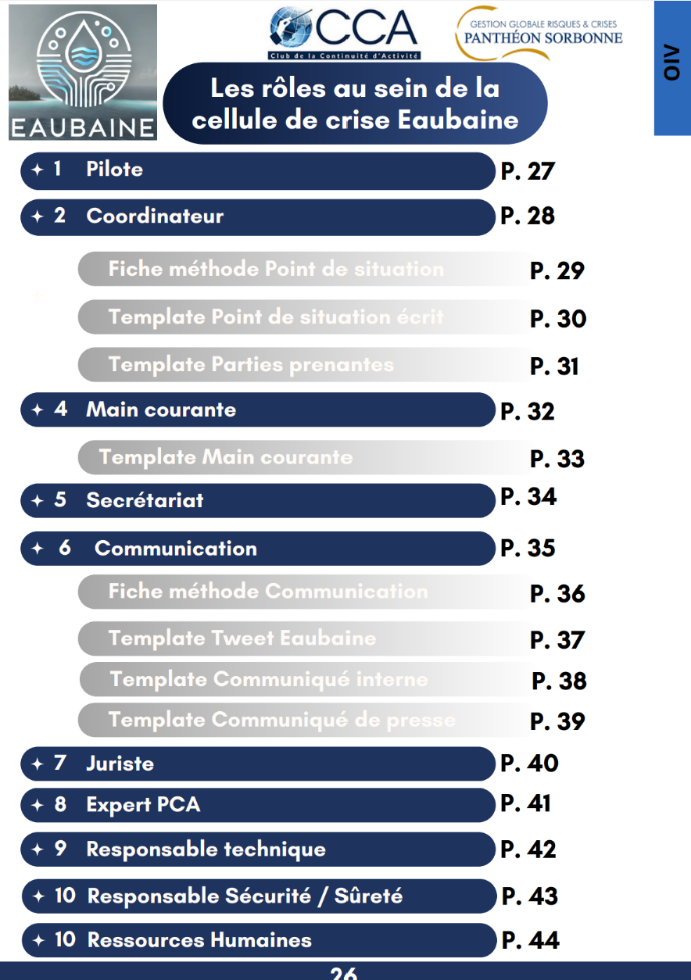 EAUBAINE
CCA
Club de la Continuité d'Activité
GESTION GLOBALE RISQUES & CRISES
PANTHÉON SORBONNE
OIV
Les rôles au sein de la
cellule de crise Eaubaine
1 Pilote P. 27
2 Coordinateur P. 28
Fiche méthode Point de situation P. 29
Template Point de situation écrit P. 30
Template Parties prenantes P. 31
4 Main courante P. 32
Template Main courante P. 33
5 Secrétariat P. 34
6 Communication P. 35
Fiche méthode Communication P. 36
Template Tweet Eaubaine P. 37
Template Communiqué interne P. 38
Template Communiqué de presse P. 39
7 Juriste P. 40
8 Expert PCA P. 41
9 Responsable technique P. 42
10 Responsable Sécurité / Sûreté P. 43
10 Ressources Humaines P. 44
26